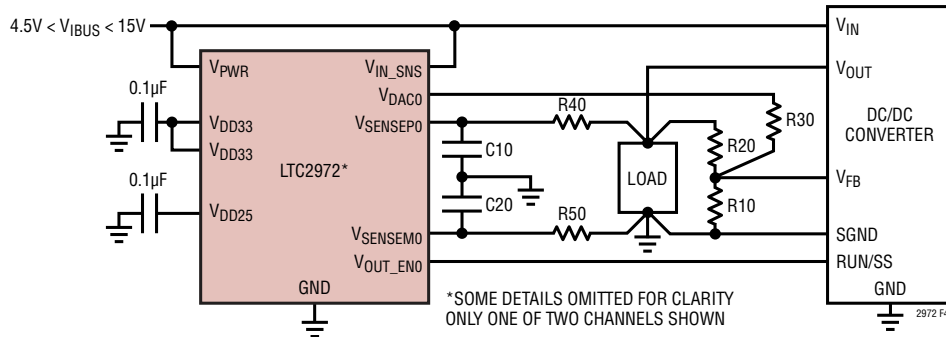 4.5V < VIBUS < 15V
0.1µF
0.1µF
VPWR
VDD33
VDD33
VDD25
LTC2972*
GND
VIN_SNS
VDAC0
VSENSEP0
VSENSEM0
VOUT_EN0
C10
C20
R40
R50
LOAD
R20
R10
R30
VIN
VOUT
DC/DC
CONVERTER
VFB
SGND
RUN/SS
GND
*SOME DETAILS OMITTED FOR CLARITY
ONLY ONE OF TWO CHANNELS SHOWN